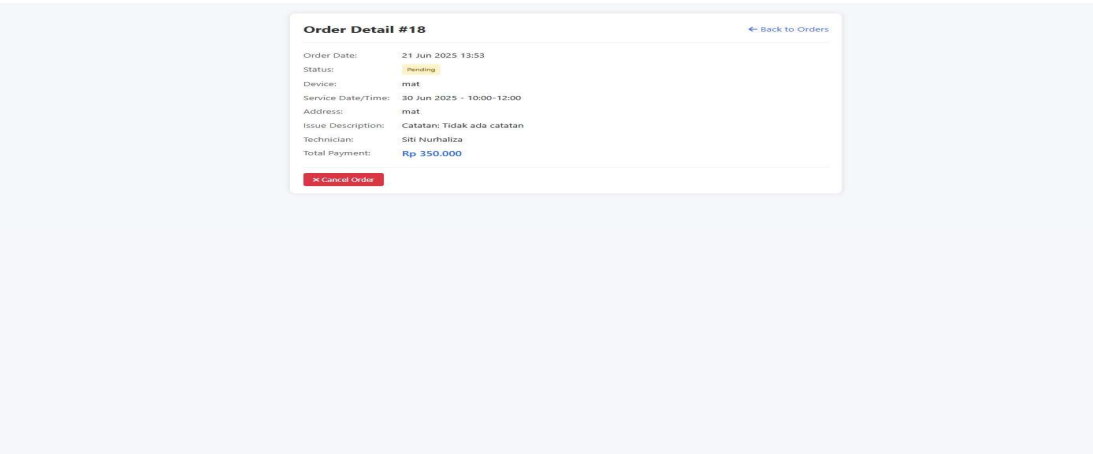 Order Detail #18
← Back to Orders
Order Date: 21 Jun 2025 13:53
Status: Pending
Device: mat
Service Date/Time: 30 Jun 2025 - 10:00-12:00
Address: mat
Issue Description: Catatan: Tidak ada catatan
Technician: Siti Nurhaliza
Total Payment: Rp 350.000
× Cancel Order